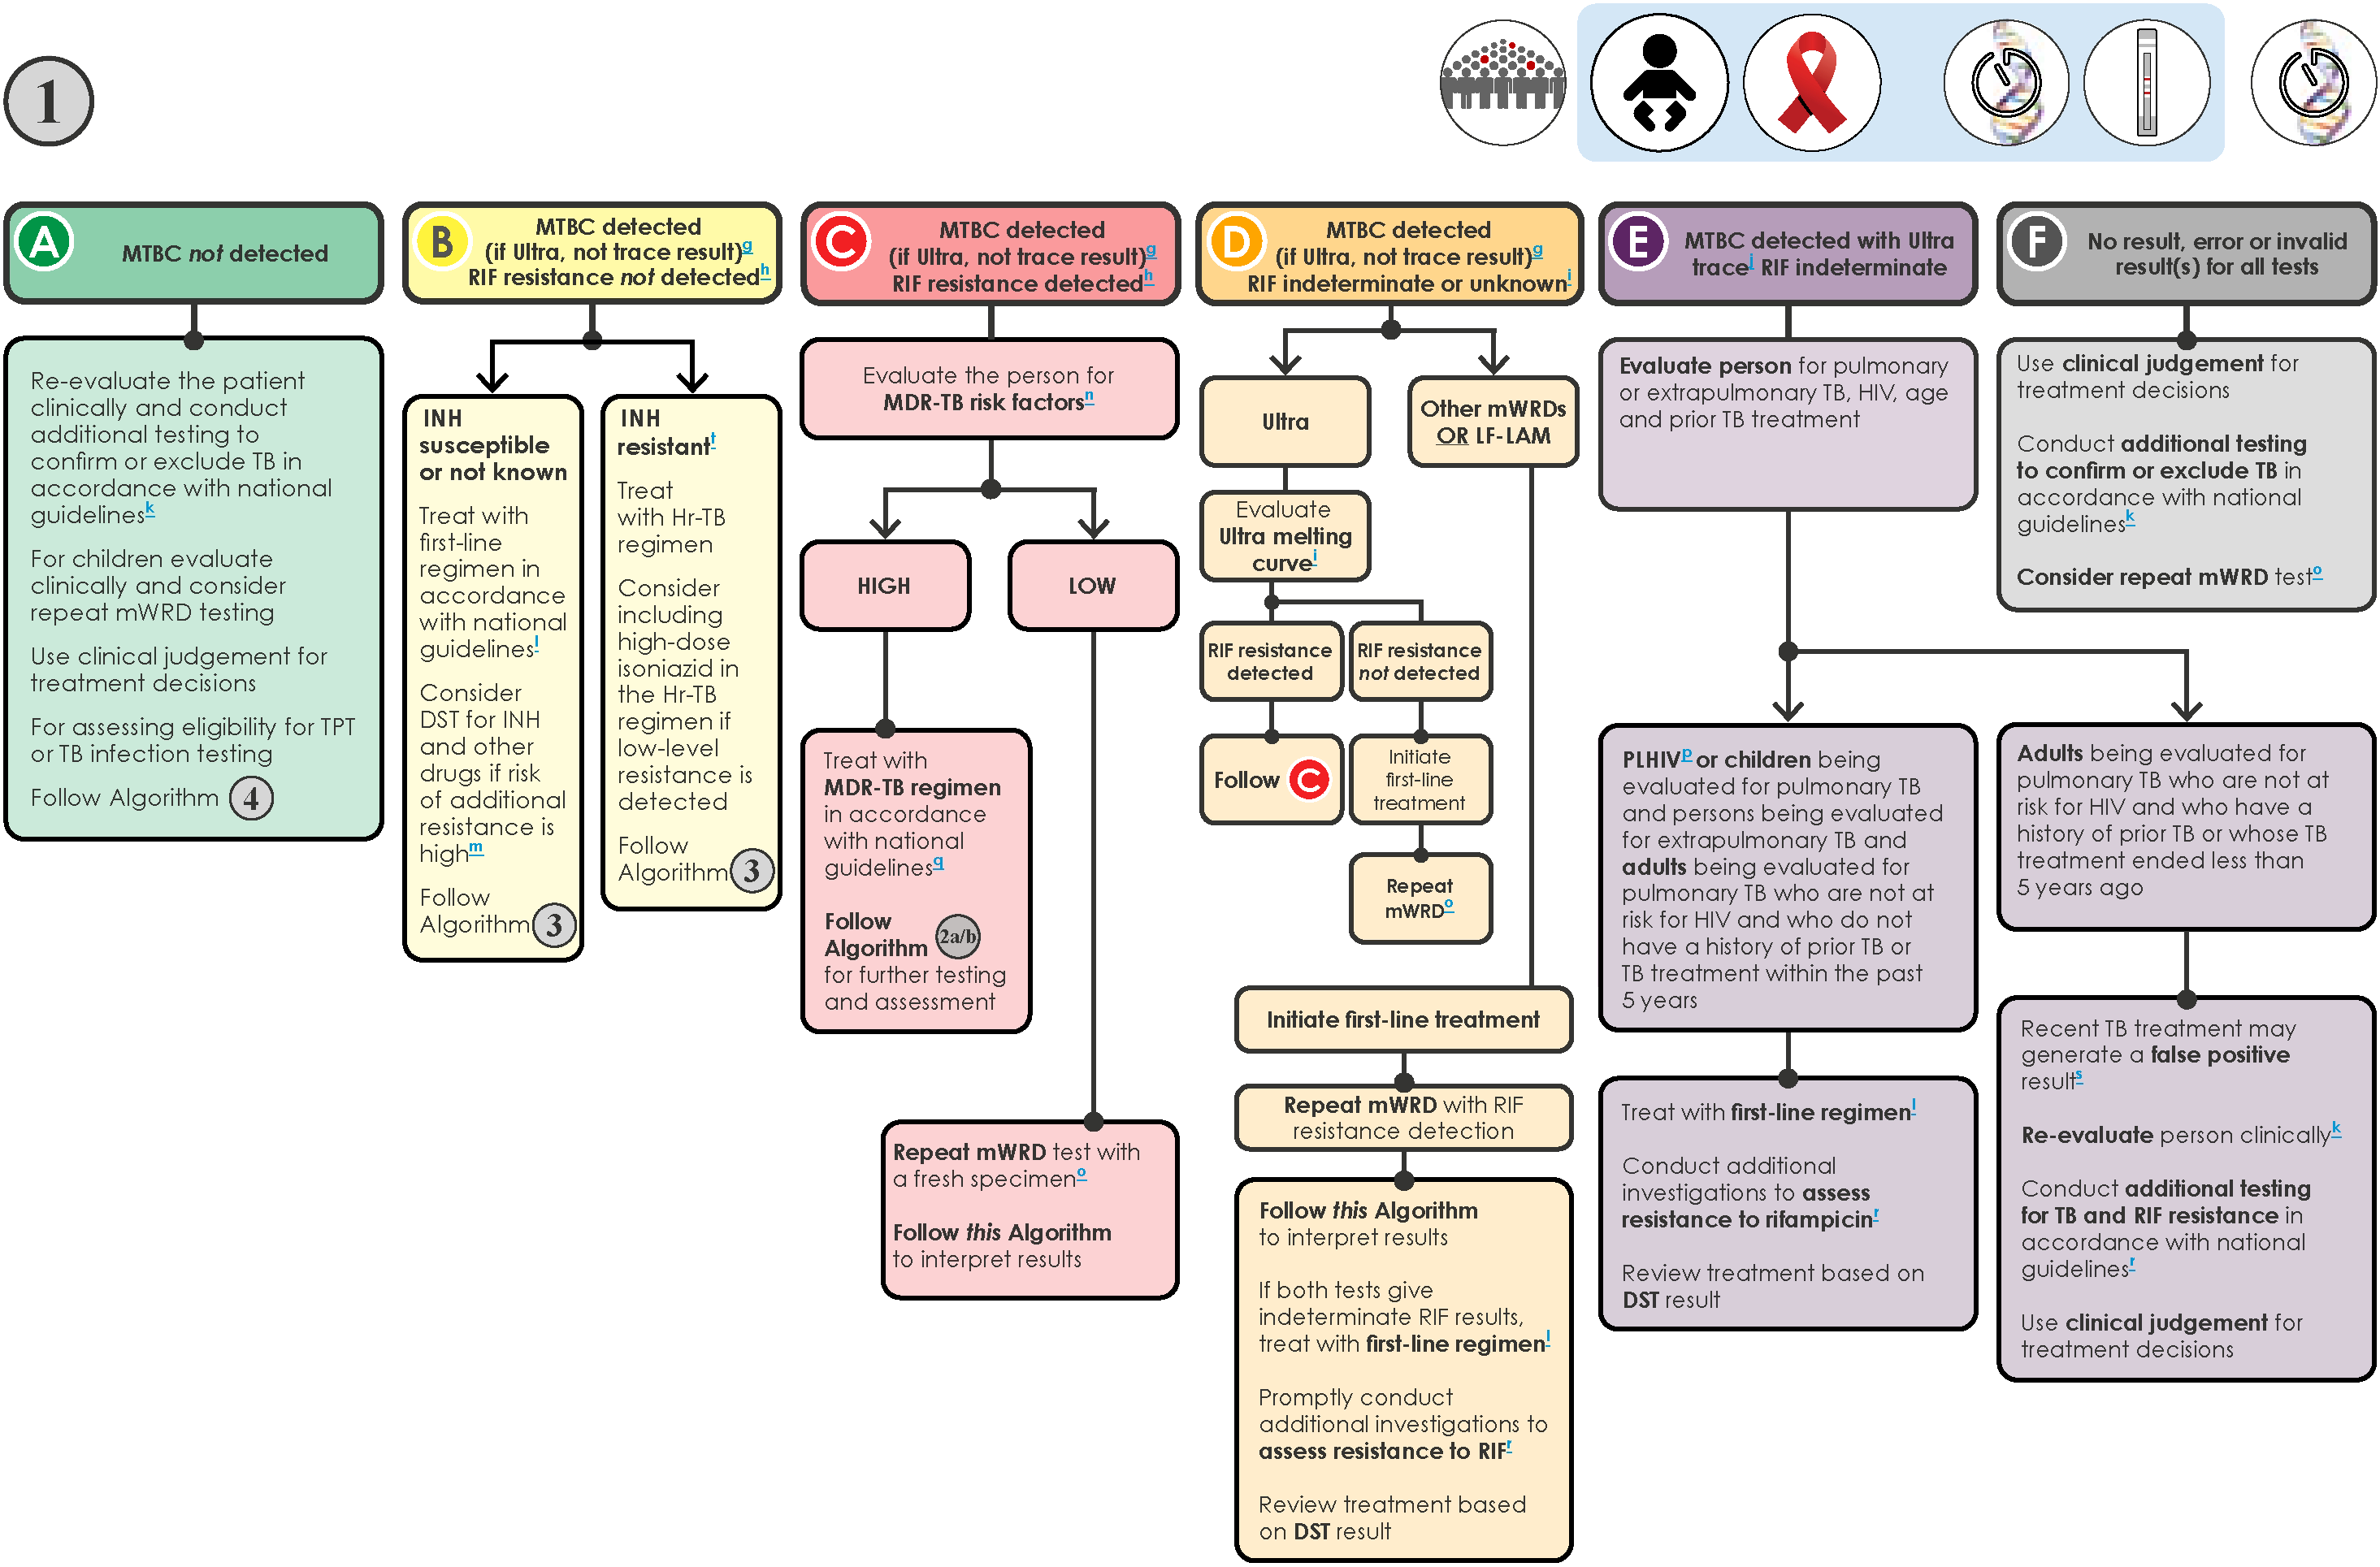 1
A
MTBC not detected
Re-evaluate the patient
clinically and conduct
additional testing to
confirm or exclude TB in
accordance with national
guidelinesk
For children evaluate
clinically and consider
repeat mWRD testing
Use clinical judgement for
treatment decisions
For assessing eligibility for TPT
or TB infection testing
Follow Algorithm 4
B
MTBC detected
(if Ultra, not trace result)g
RIF resistance not detectedh
INH
susceptible
or not known
Treat with
first-line
regimen in
accordance
with national
guidelinesl
Consider
DST for INH
and other
drugs if risk
of additional
resistance is
highm
Follow
Algorithm 3
INH
resistantt
Treat
with Hr-TB
regimen
Consider
including
high-dose
isoniazid in
the Hr-TB
regimen if
low-level
resistance is
detected
Follow
Algorithm 3
C
MTBC detected
(if Ultra, not trace result)g
RIF resistance detectedh
Evaluate the person for
MDR-TB risk factorsn
HIGH
LOW
Treat with
MDR-TB regimen
in accordance
with national
guidelinesq
Follow
Algorithm 2a/b
for further testing
and assessment
Repeat mWRD test with
a fresh specimeno
Follow this Algorithm
to interpret results
D
MTBC detected
(if Ultra, not trace result)g
RIF indeterminate or unknowni
Ultra
Other mWRDs
OR LF-LAM
Evaluate
Ultra melting
curvei
RIF resistance
detected
RIF resistance
not detected
Follow C
Initiate
first-line
treatment
Repeat
mWRDo
Initiate first-line treatment
Repeat mWRD with RIF
resistance detection
Follow this Algorithm
to interpret results
If both tests give
indeterminate RIF results,
treat with first-line regimenl
Promptly conduct
additional investigations to
assess resistance to RIFr
Review treatment based
on DST result
E
MTBC detected with Ultra
tracej RIF indeterminate
Evaluate person for pulmonary
or extrapulmonary TB, HIV, age
and prior TB treatment
PLHIVp or children being
evaluated for pulmonary TB
and persons being evaluated
for extrapulmonary TB and
adults being evaluated for
pulmonary TB who are not at
risk for HIV and who do not
have a history of prior TB or
TB treatment within the past
5 years
Treat with first-line regimenl
Conduct additional
investigations to assess
resistance to rifampicinr
Review treatment based on
DST result
Adults being evaluated for
pulmonary TB who are not at
risk for HIV and who have a
history of prior TB or whose TB
treatment ended less than
5 years ago
Recent TB treatment may
generate a false positive
results
Re-evaluate person clinicallyk
Conduct additional testing
for TB and RIF resistance in
accordance with national
guidelinesr
Use clinical judgement for
treatment decisions
F
No result, error or invalid
result(s) for all tests
Use clinical judgement for
treatment decisions
Conduct additional testing
to confirm or exclude TB in
accordance with national
guidelinesk
Consider repeat mWRD testo